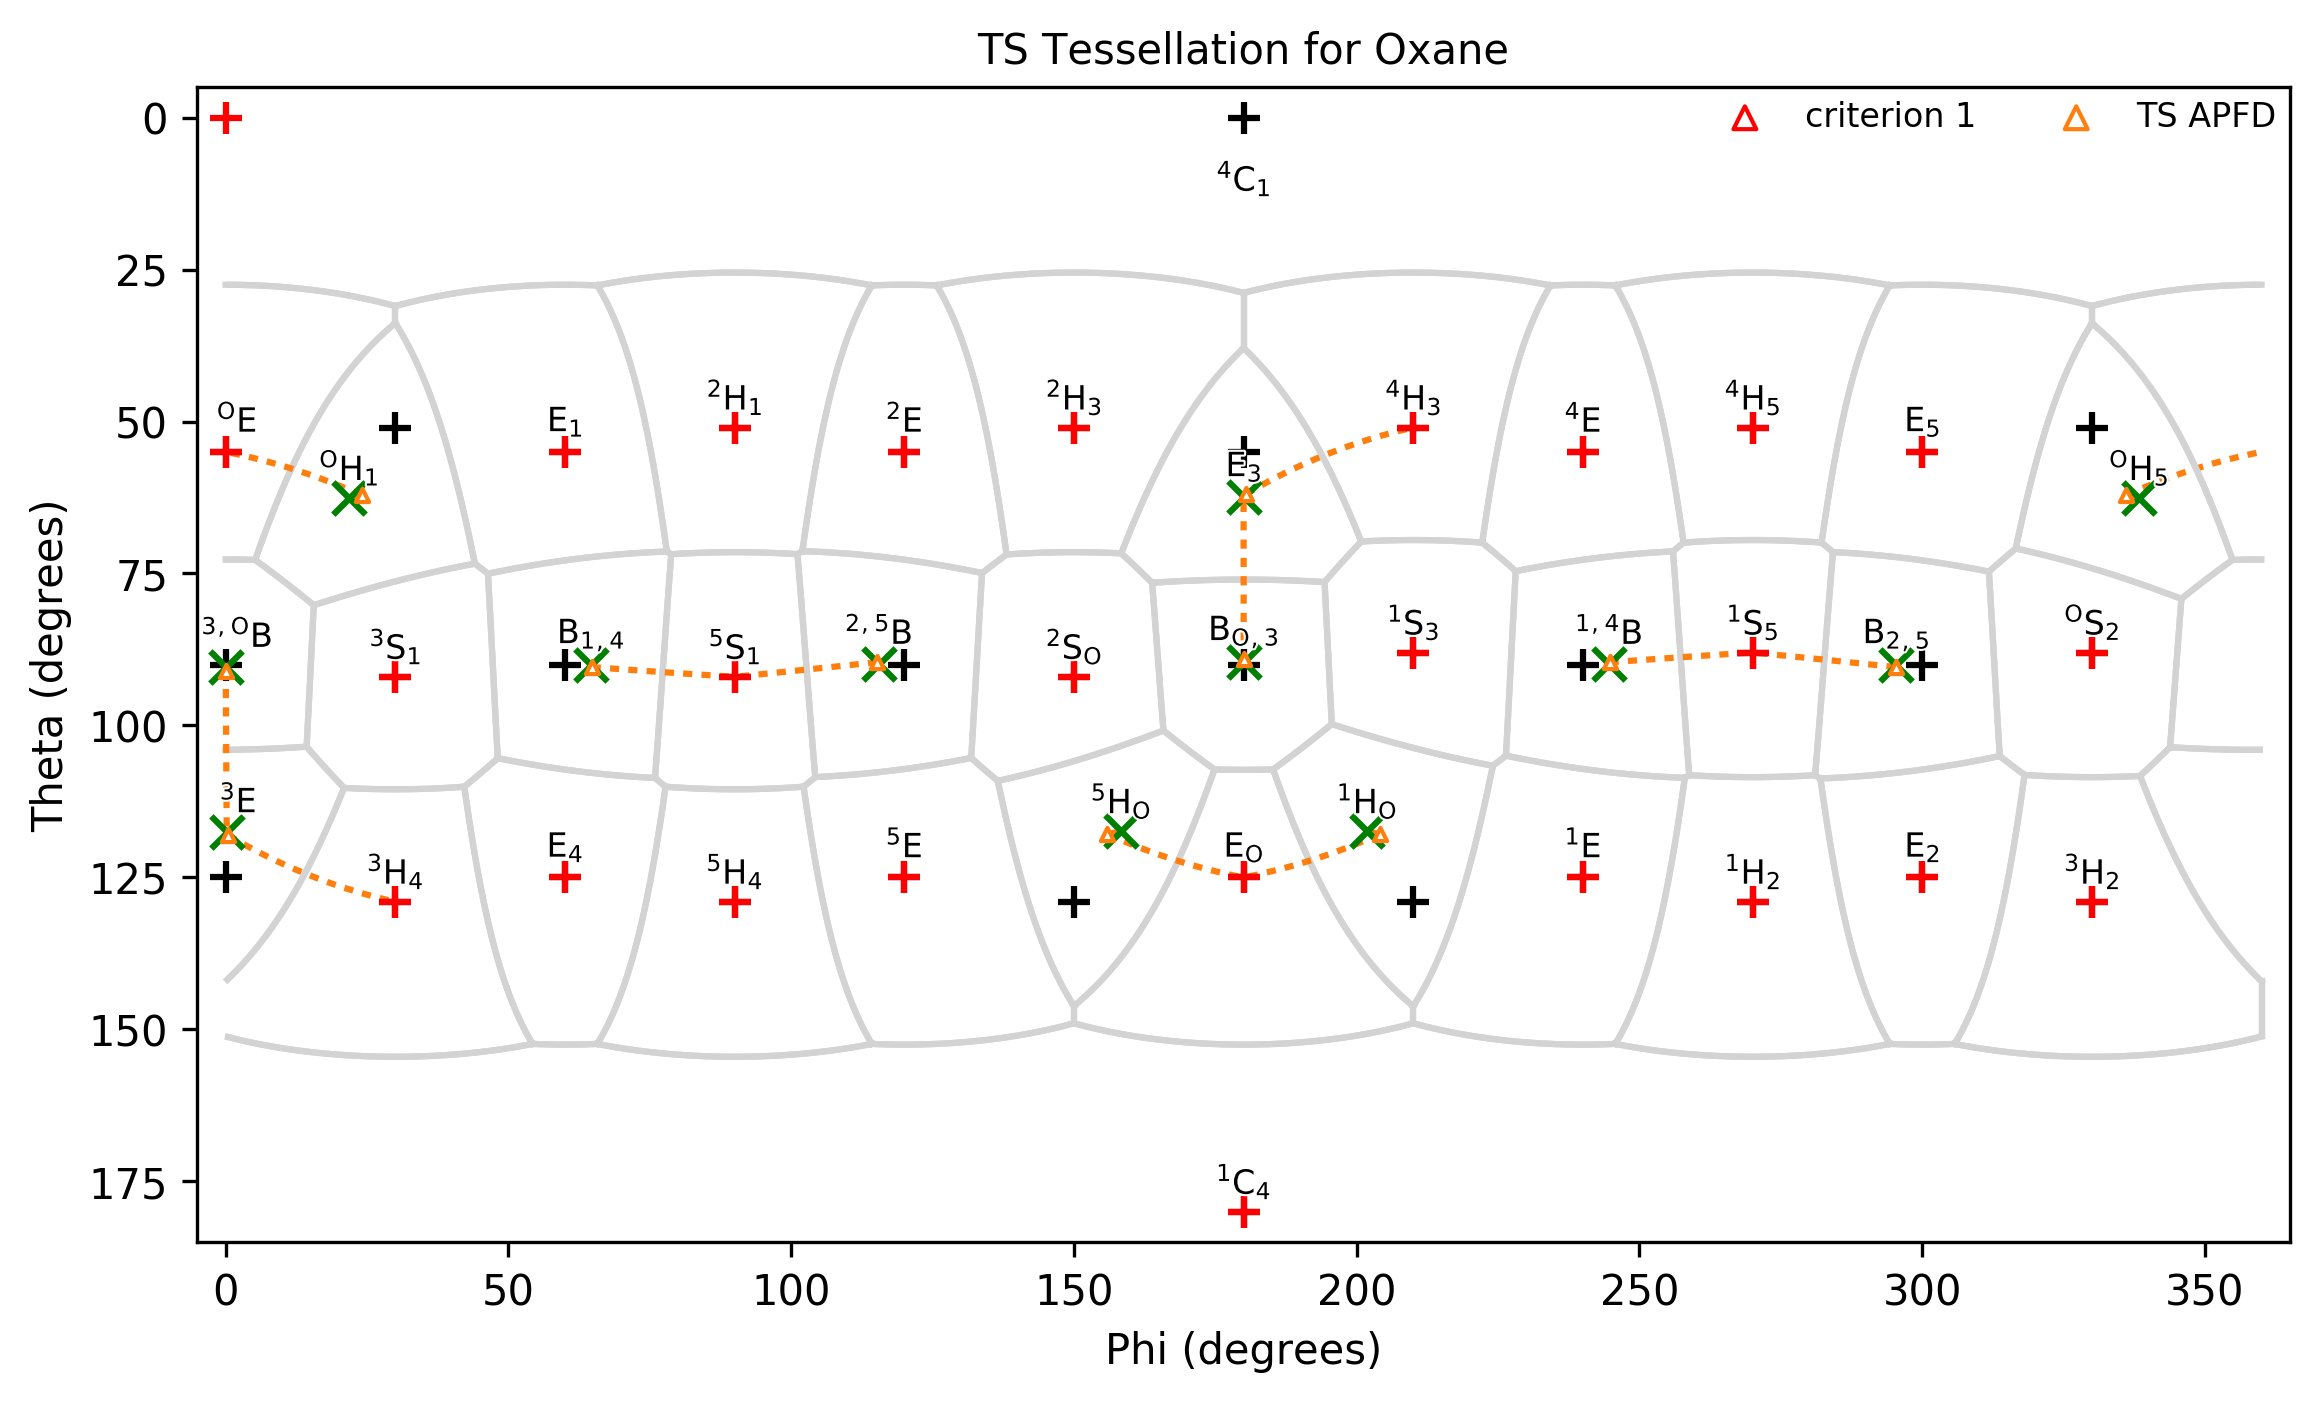 TS Tessellation for Oxane
criterion 1 TS APFD
⁴C₁
ᴼE ᴼH₁ E₁ ²H₁ ²E ²H₃ E₃ ⁴H₃ ⁴E ⁴H₅ E₅ ᴼH₅
³,ᴼB ³S₁ B₁,₄ ⁵S₁ ²,⁵B ²Sₒ Bₒ,₃ ¹S₃ ¹,⁴B ¹S₅ B₂,₅ ᴼS₂
³E ³H₄ E₄ ⁵H₄ ⁵E ⁵Hₒ Eₒ ¹Hₒ ¹E ¹H₂ E₂ ³H₂
¹C₄
0
25
50
75
100
125
150
175
Theta (degrees)
0 50 100 150 200 250 300 350
Phi (degrees)